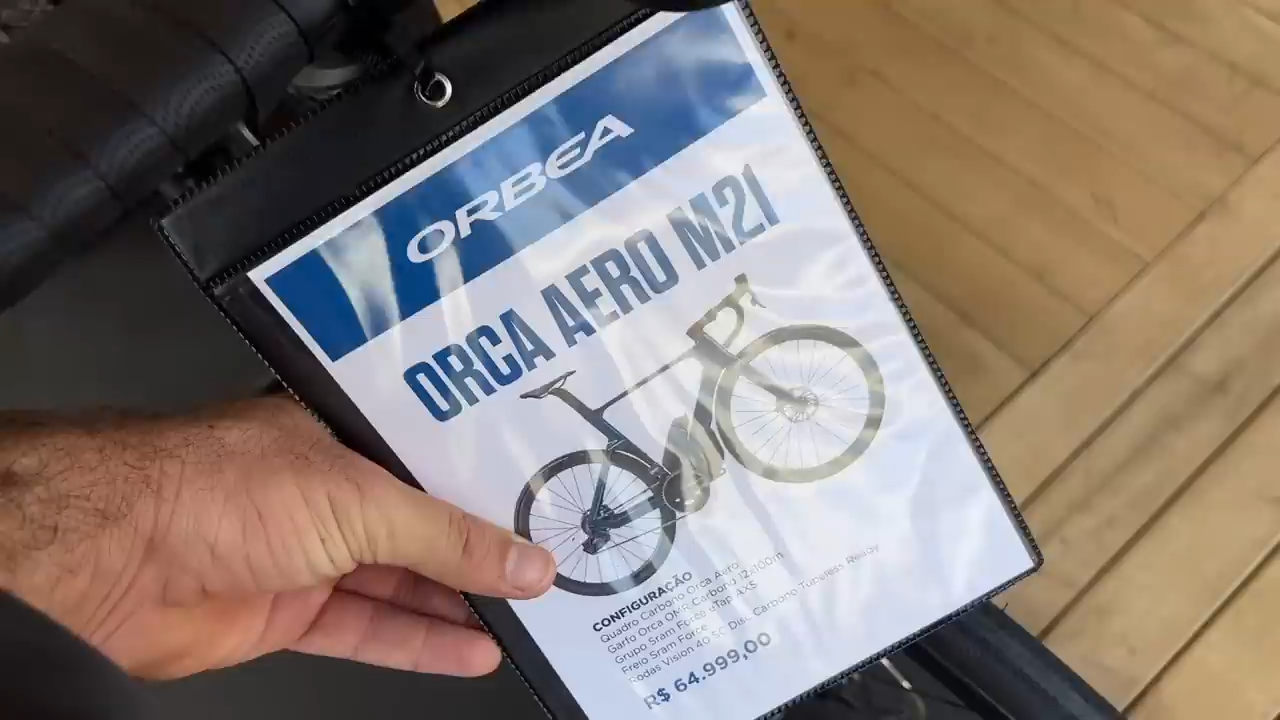 ORBEA
ORCA AERO M21
CONFIGURAÇÃO
Quadro Carbono Orca Aero
Garfo Orca OMR Carbono 12x100m
Grupo Sram Force eTap AXS
Freio Sram Force
Rodas Vision 40 SC Disc Carbono Tubeless Ready
R$ 64.999,00